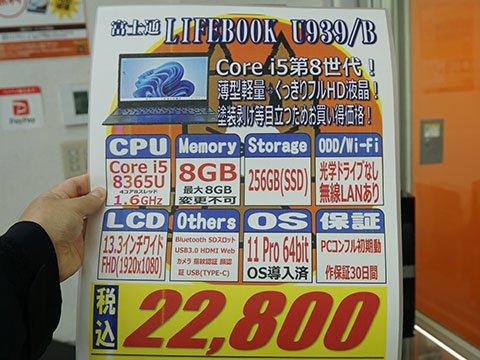 富士通 LIFEBOOK U939/B
Core i5第8世代！
薄型軽量+くっきりフルHD液晶！
塗装剥げ等目立つためお買い得価格！
CPU
Core i5
8365U
4コア8スレッド
1.6GHz
Memory
8GB
最大8GB
変更不可
Storage
256GB(SSD)
ODD/Wi-Fi
光学ドライブなし
無線LANあり
LCD
13.3インチワイド
FHD(1920x1080)
Others
Bluetooth SDスロット
USB3.0 HDMI Web
カメラ 指紋認証 顔認
証 USB(TYPE-C)
OS
11 Pro 64bit
OS導入済
保証
PCコンフル初期動
作保証30日間
税込
22,800
PayPay